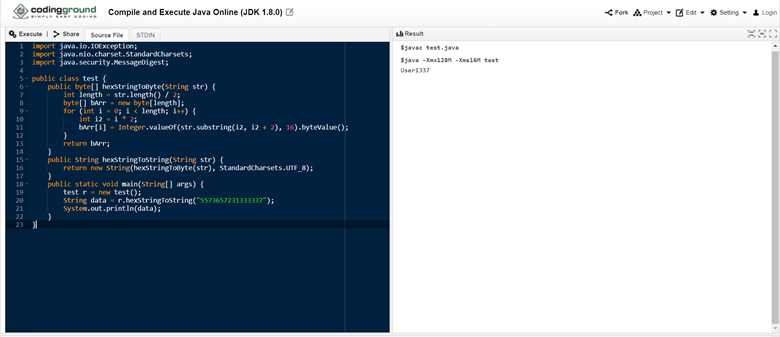 codingground
SIMPLY EASY CODING
Compile and Execute Java Online (JDK 1.8.0)
Fork Project Edit Setting Login
Execute | > Share Source File STDIN
Result
1 import java.io.IOException;
2 import java.nio.charset.StandardCharsets;
3 import java.security.MessageDigest;
4
5 public class test {
6 public byte[] hexStringToByte(String str) {
7 int length = str.length() / 2;
8 byte[] bArr = new byte[length];
9 for (int i = 0; i < length; i++) {
10 int i2 = i * 2;
11 bArr[i] = Integer.valueOf(str.substring(i2, i2 + 2), 16).byteValue();
12 }
13 return bArr;
14 }
15 public String hexStringToString(String str) {
16 return new String(hexStringToByte(str), StandardCharsets.UTF_8);
17 }
18 public static void main(String[] args) {
19 test r = new test();
20 String data = r.hexStringToString("5573657231333337");
21 System.out.println(data);
22 }
23 }
$javac test.java
$java -Xmx128M -Xms16M test
User1337